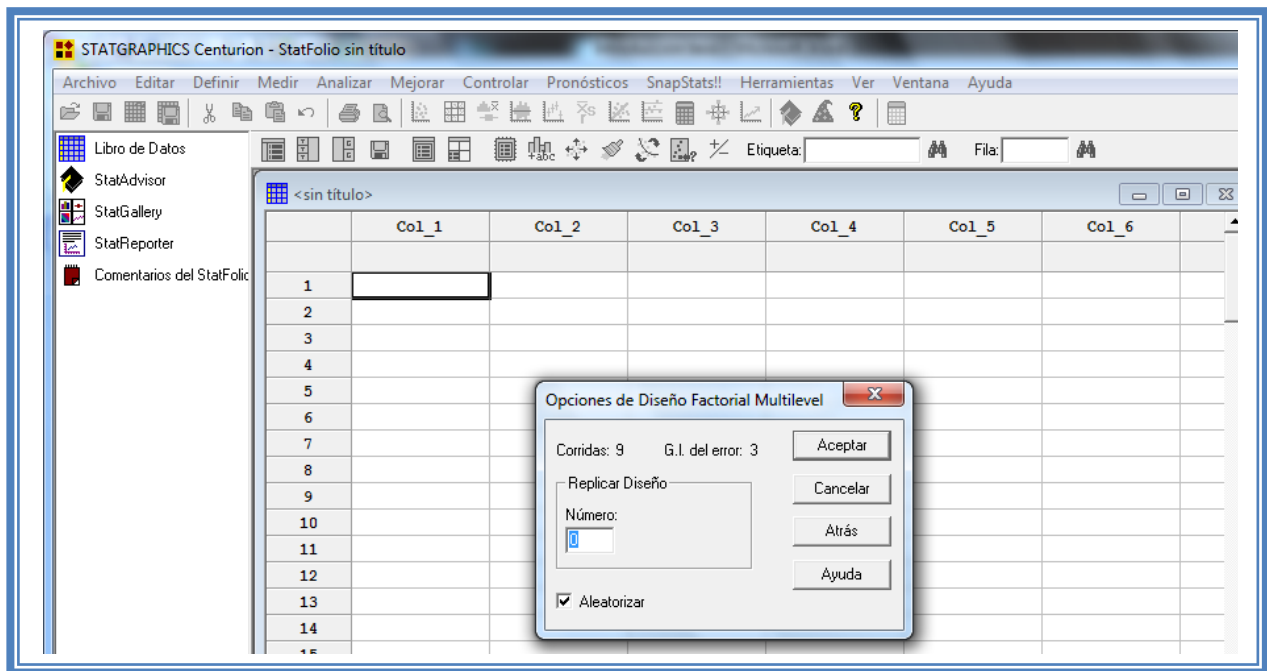 STATGRAPHICS Centurion - StatFolio sin título
Archivo Editar Definir Medir Analizar Mejorar Controlar Pronósticos SnapStats!! Herramientas Ver Ventana Ayuda
Etiqueta: Fila:
Libro de Datos
StatAdvisor
StatGallery
StatReporter
Comentarios del StatFolio
<sin título>
Col_1 Col_2 Col_3 Col_4 Col_5 Col_6
1
2
3
4
5
6
7
8
9
10
11
12
13
14
15
Opciones de Diseño Factorial Multilevel
Corridas: 9 G.l. del error: 3 Aceptar
Replicar Diseño
Cancelar
Número:
0
Atrás
Ayuda
Aleatorizar